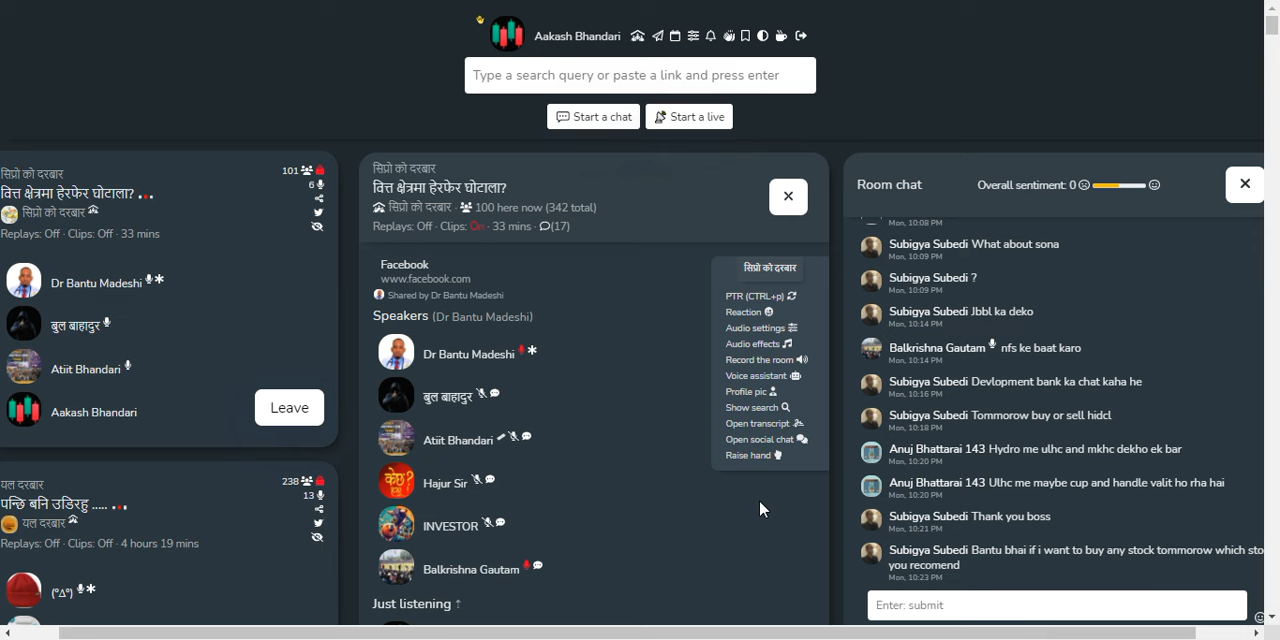 Aakash Bhandari
Type a search query or paste a link and press enter
Start a chat
Start a live
सिप्रो को दरबार
101
वित्त क्षेत्रमा हेरफेर घोटाला?
6
सिप्रो को दरबार
Replays: Off · Clips: Off · 33 mins
Dr Bantu Madeshi
बुल बाहादुर
Atiit Bhandari
Aakash Bhandari
Leave
यल दरबार
238
पन्छि बनि उडिरहु .....
13
यल दरबार
Replays: Off · Clips: Off · 4 hours 19 mins
(°∆°)
सिप्रो को दरबार
वित्त क्षेत्रमा हेरफेर घोटाला?
सिप्रो को दरबार · 100 here now (342 total)
Replays: Off · Clips: On · 33 mins · (17)
Facebook
www.facebook.com
Shared by Dr Bantu Madeshi
Speakers (Dr Bantu Madeshi)
Dr Bantu Madeshi
बुल बाहादुर
Atiit Bhandari
केछ?
Hajur Sir
INVESTOR
Balkrishna Gautam
Just listening ↑
सिप्रो को दरबार
PTR (CTRL+p)
Reaction
Audio settings
Audio effects
Record the room
Voice assistant
Profile pic
Show search
Open transcript
Open social chat
Raise hand
Room chat
Overall sentiment: 0
Mon, 10:08 PM
Subigya Subedi What about sona
Mon, 10:09 PM
Subigya Subedi ?
Mon, 10:09 PM
Subigya Subedi Jbbl ka deko
Mon, 10:14 PM
Balkrishna Gautam nfs ke baat karo
Mon, 10:14 PM
Subigya Subedi Devlopment bank ka chat kaha he
Mon, 10:16 PM
Subigya Subedi Tommorow buy or sell hidcl
Mon, 10:18 PM
Anuj Bhattarai 143 Hydro me ulhc and mkhc dekho ek bar
Mon, 10:20 PM
Anuj Bhattarai 143 Ulhc me maybe cup and handle valit ho rha hai
Mon, 10:20 PM
Subigya Subedi Thank you boss
Mon, 10:21 PM
Subigya Subedi Bantu bhai if i want to buy any stock tommorow which sto
you recomend
Mon, 10:23 PM
Enter: submit